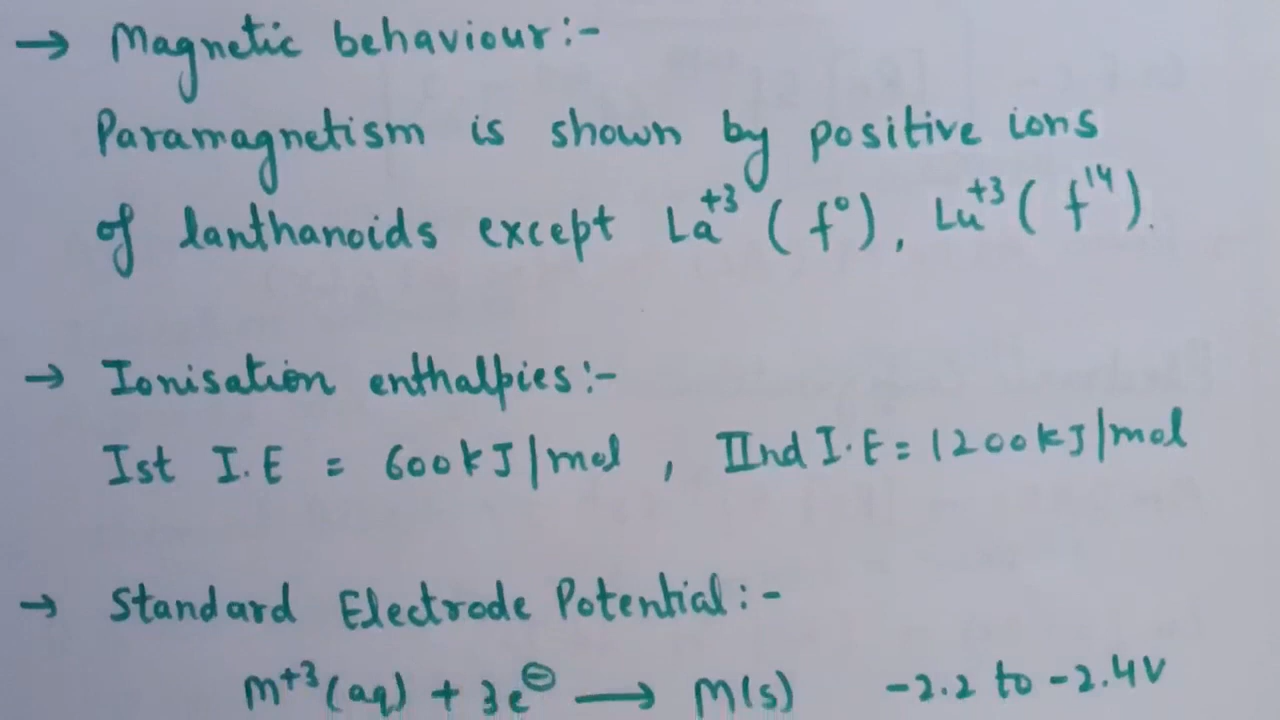 → Magnetic behaviour:-
Paramagnetism is shown by positive ions
of lanthanoids except La⁺³ (f⁰), Lu⁺³ (f¹⁴).
→ Ionisation enthalpies:-
Ist I.E = 600kJ/mol, IInd I.E = 1200kJ/mol
→ Standard Electrode Potential:-
M⁺³(aq) + 3e⊖ ⟶ M(s) -2.2 to -2.4V